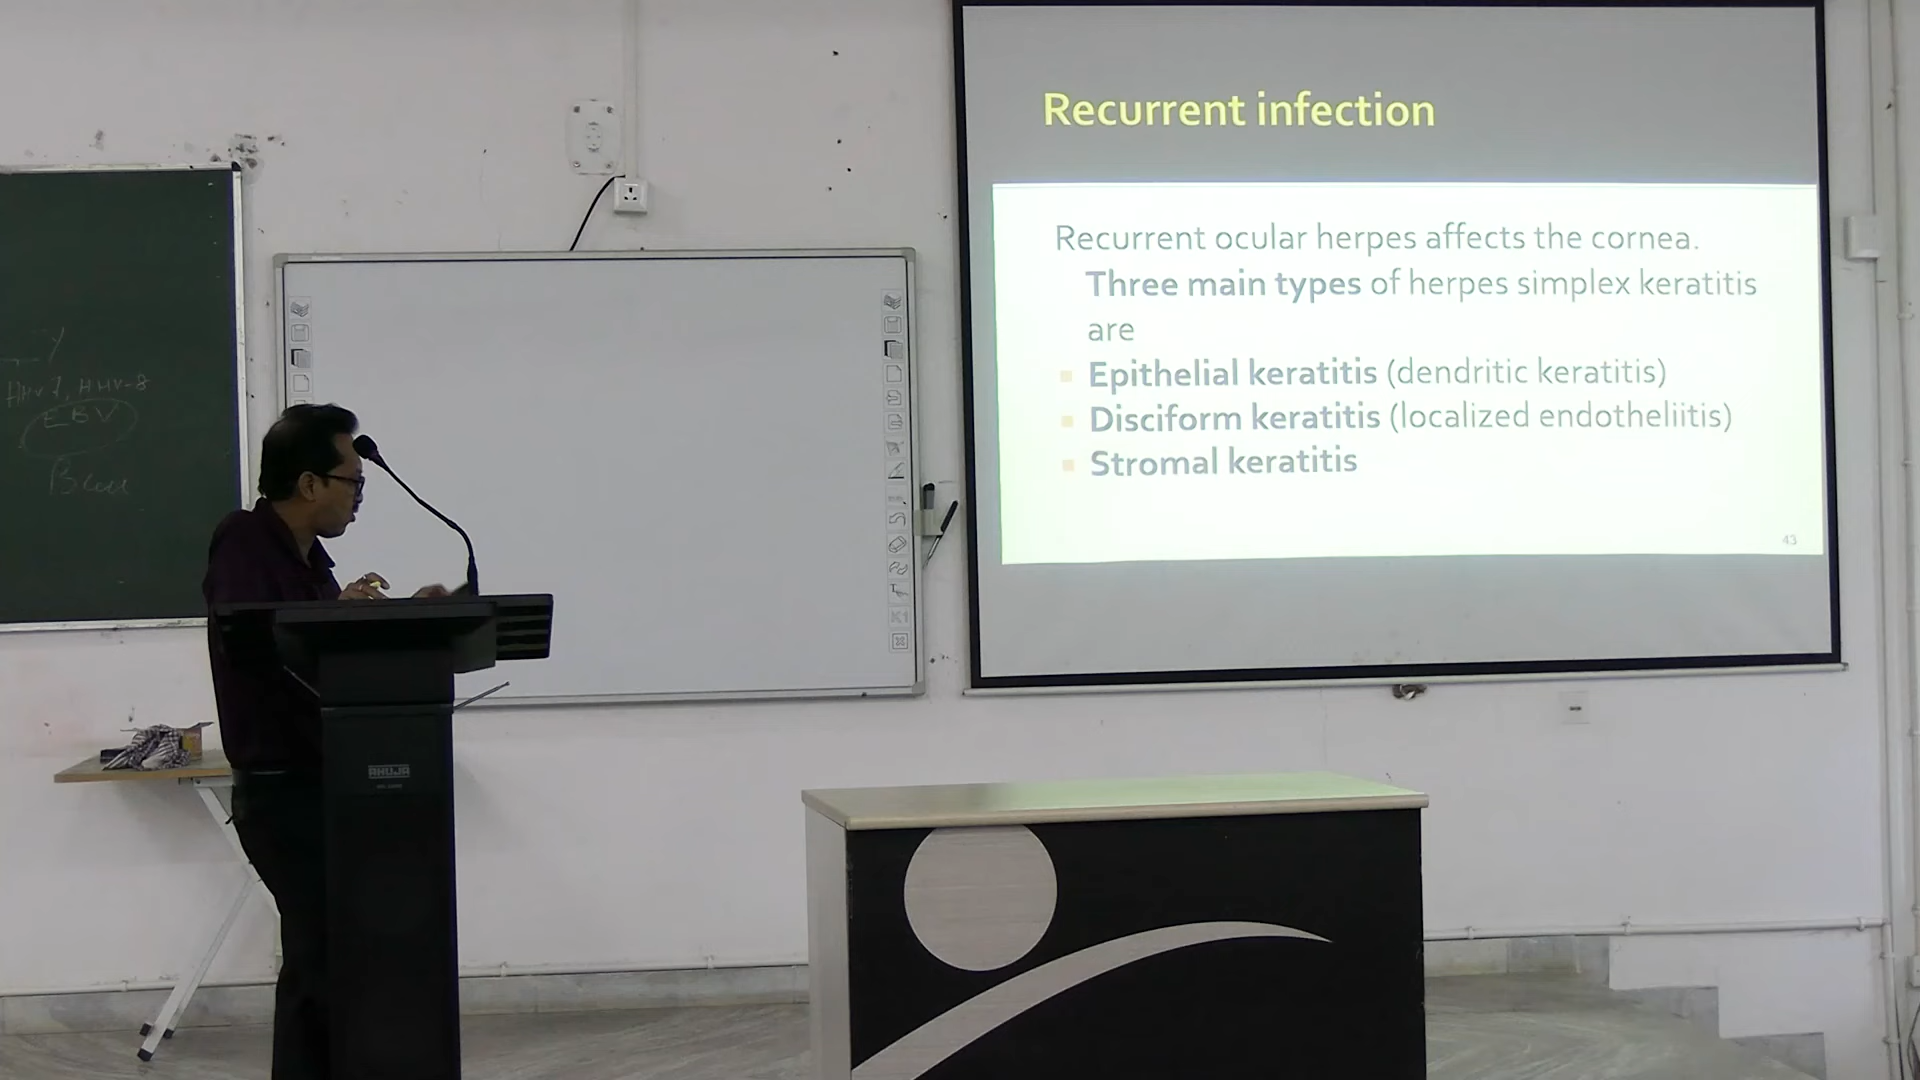 HHV 7, HHV-8
EBV
B cell
Recurrent infection
Recurrent ocular herpes affects the cornea.
Three main types of herpes simplex keratitis
are
Epithelial keratitis (dendritic keratitis)
Disciform keratitis (localized endotheliitis)
Stromal keratitis
43
AHUJA